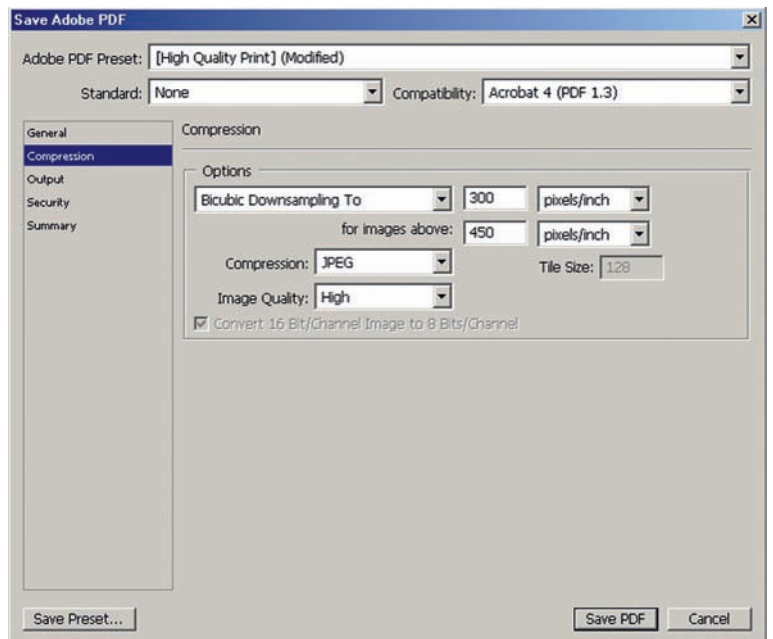 Save Adobe PDF
Adobe PDF Preset: [High Quality Print] (Modified)
Standard: None Compatibility: Acrobat 4 (PDF 1.3)
General
Compression
Output
Security
Summary
Compression
Options
Bicubic Downsampling To 300 pixels/inch
for images above: 450 pixels/inch
Compression: JPEG Tile Size: 128
Image Quality: High
Convert 16 Bit/Channel Image to 8 Bits/Channel
Save Preset... Save PDF Cancel